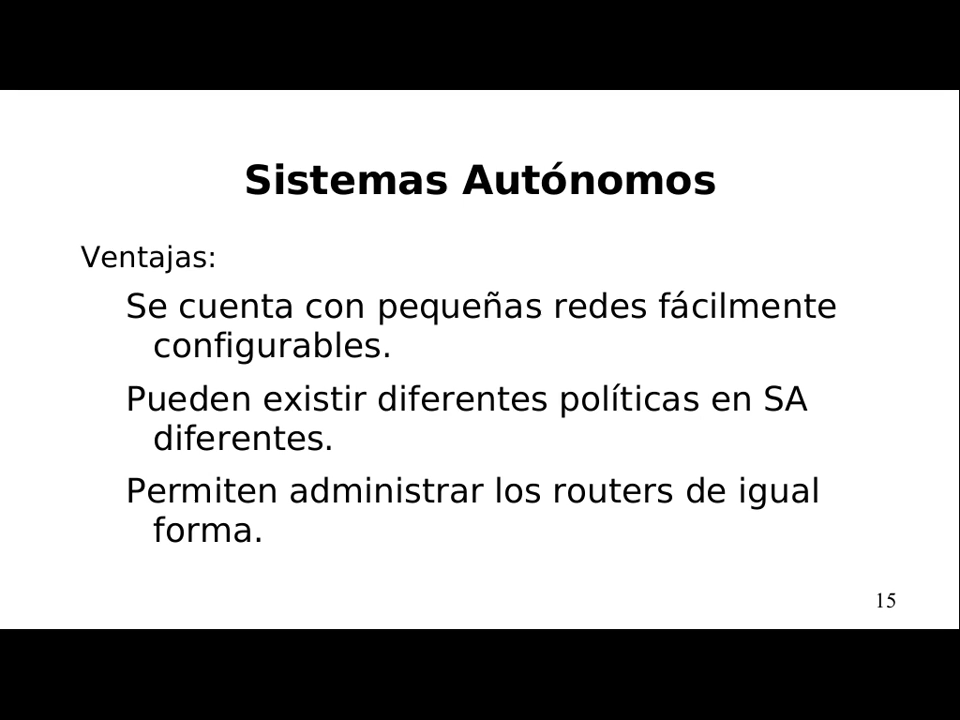 Sistemas Autónomos
Ventajas:
Se cuenta con pequeñas redes fácilmente
configurables.
Pueden existir diferentes políticas en SA
diferentes.
Permiten administrar los routers de igual
forma.
15